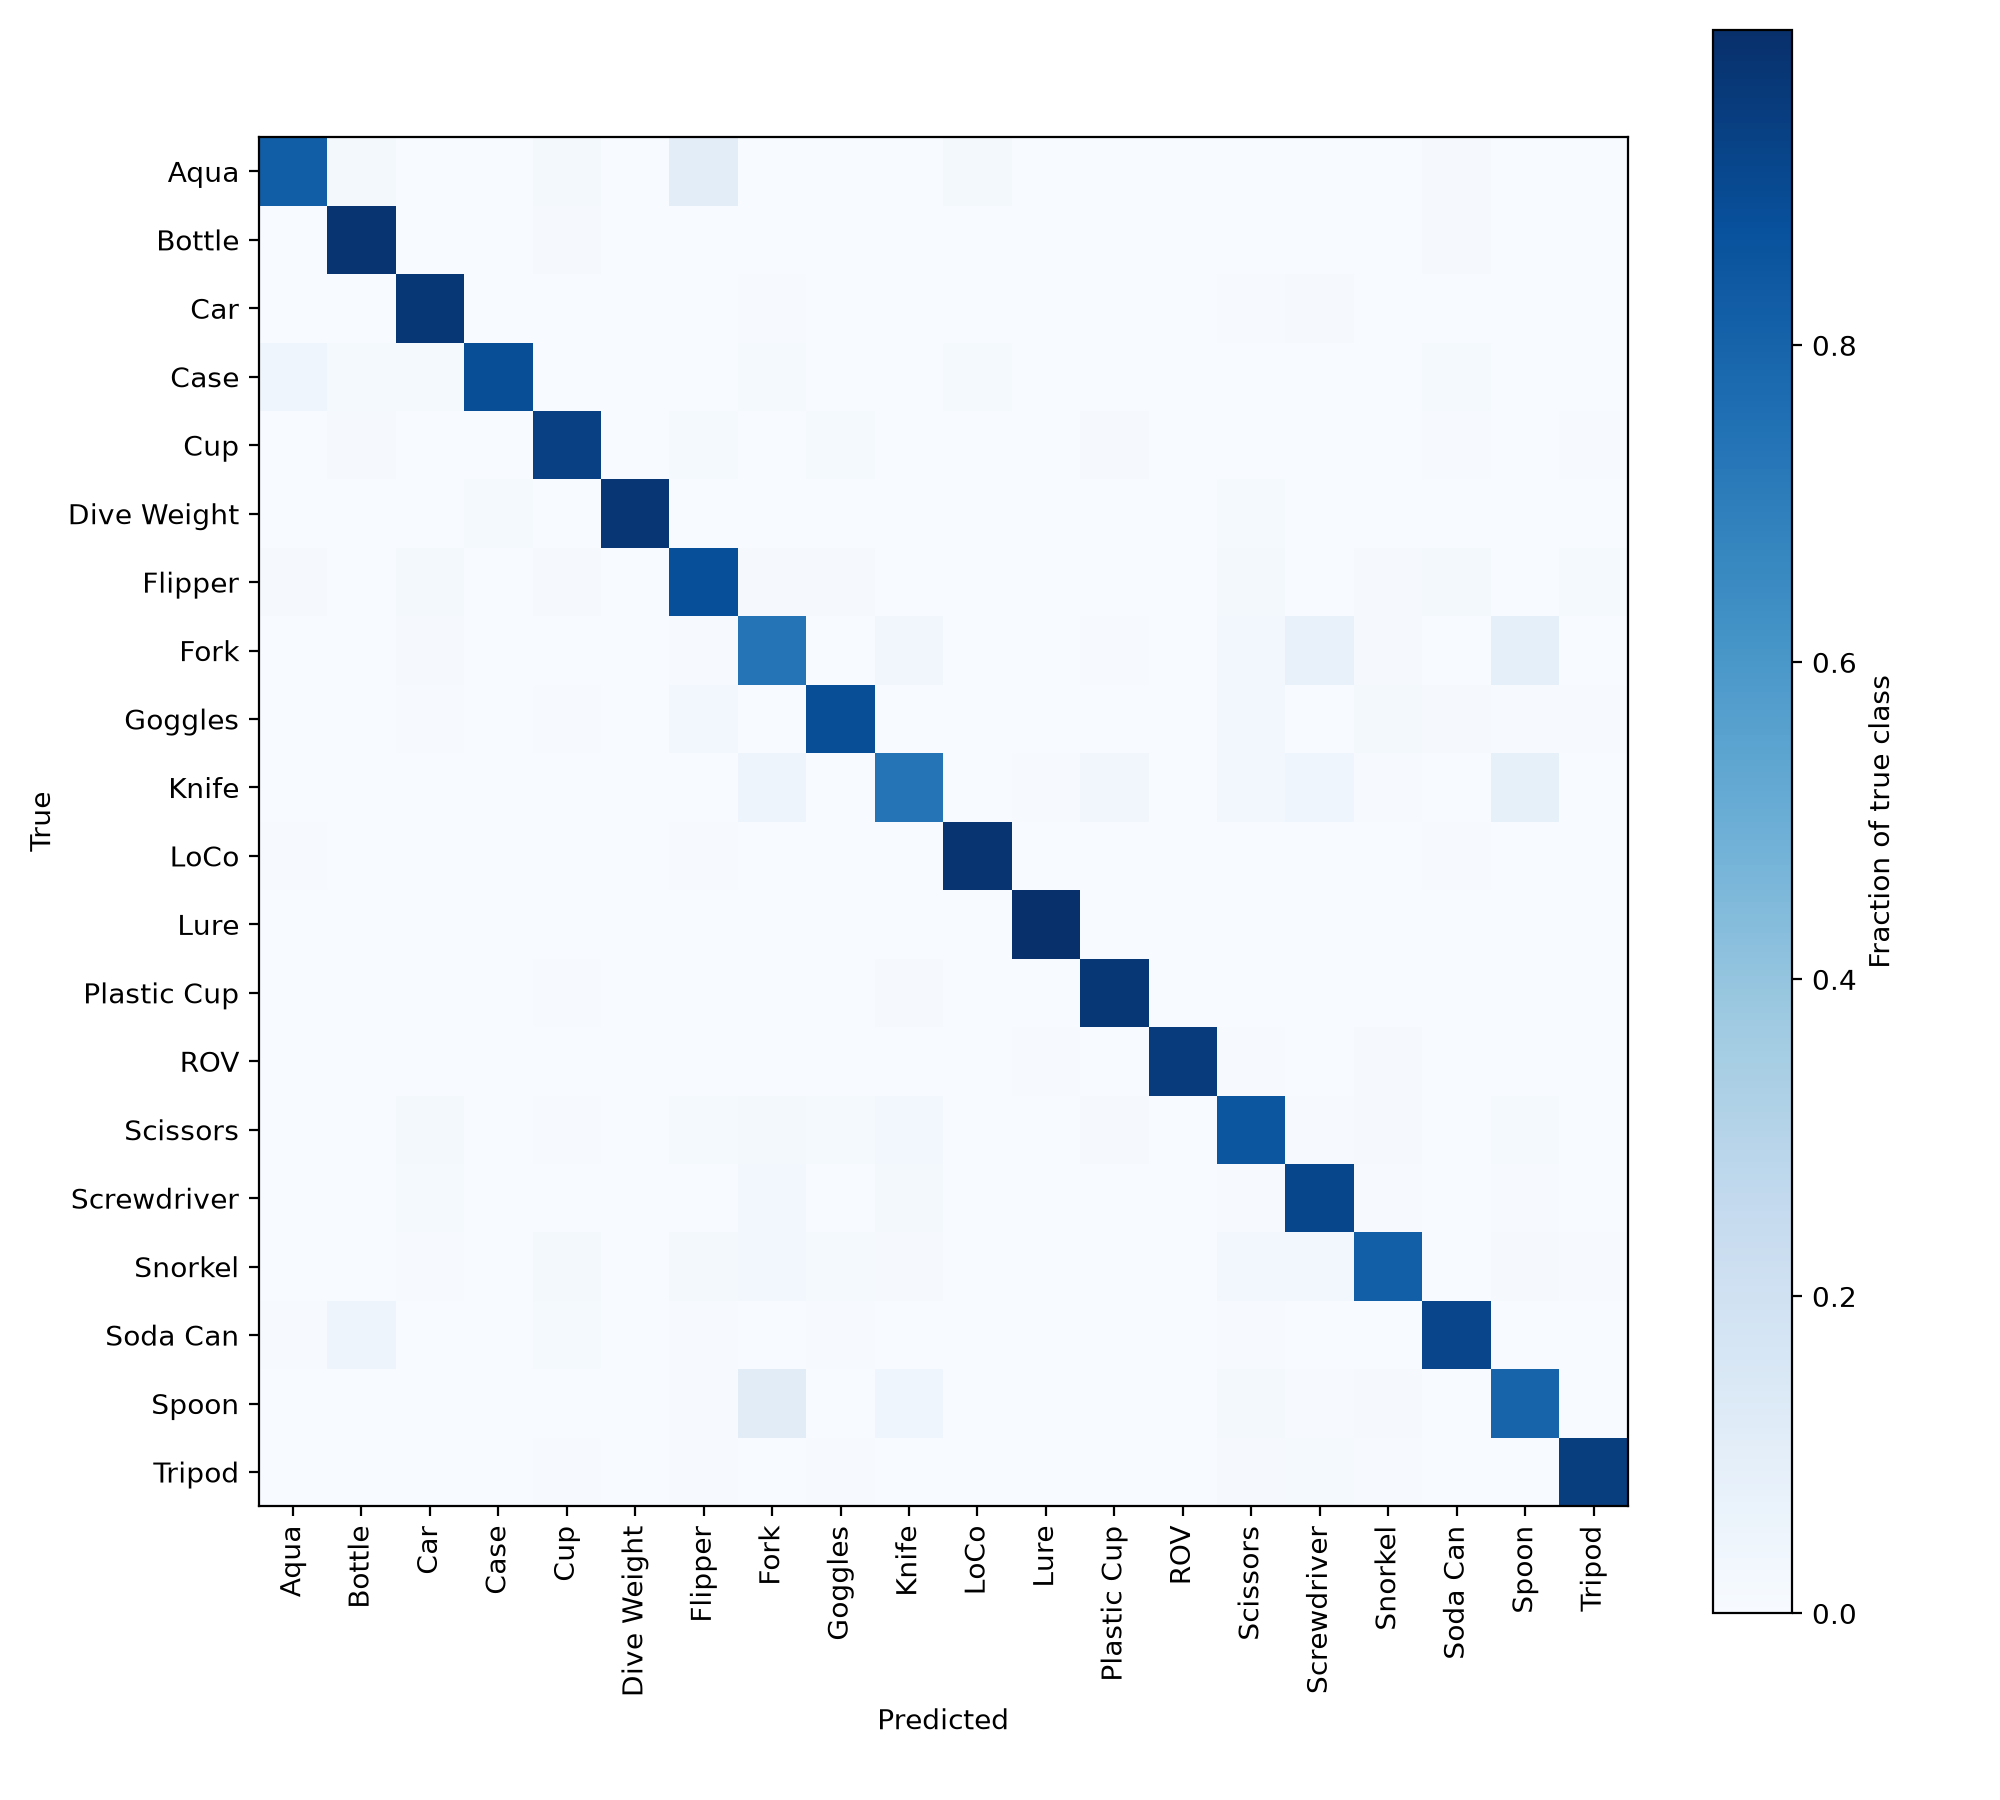 Aqua
Bottle
Car
Case
Cup
Dive Weight
Flipper
Fork
Goggles
Knife
LoCo
Lure
Plastic Cup
ROV
Scissors
Screwdriver
Snorkel
Soda Can
Spoon
Tripod
True
Aqua
Bottle
Car
Case
Cup
Dive Weight
Flipper
Fork
Goggles
Knife
LoCo
Lure
Plastic Cup
ROV
Scissors
Screwdriver
Snorkel
Soda Can
Spoon
Tripod
Predicted
0.8
0.6
0.4
0.2
0.0
Fraction of true class